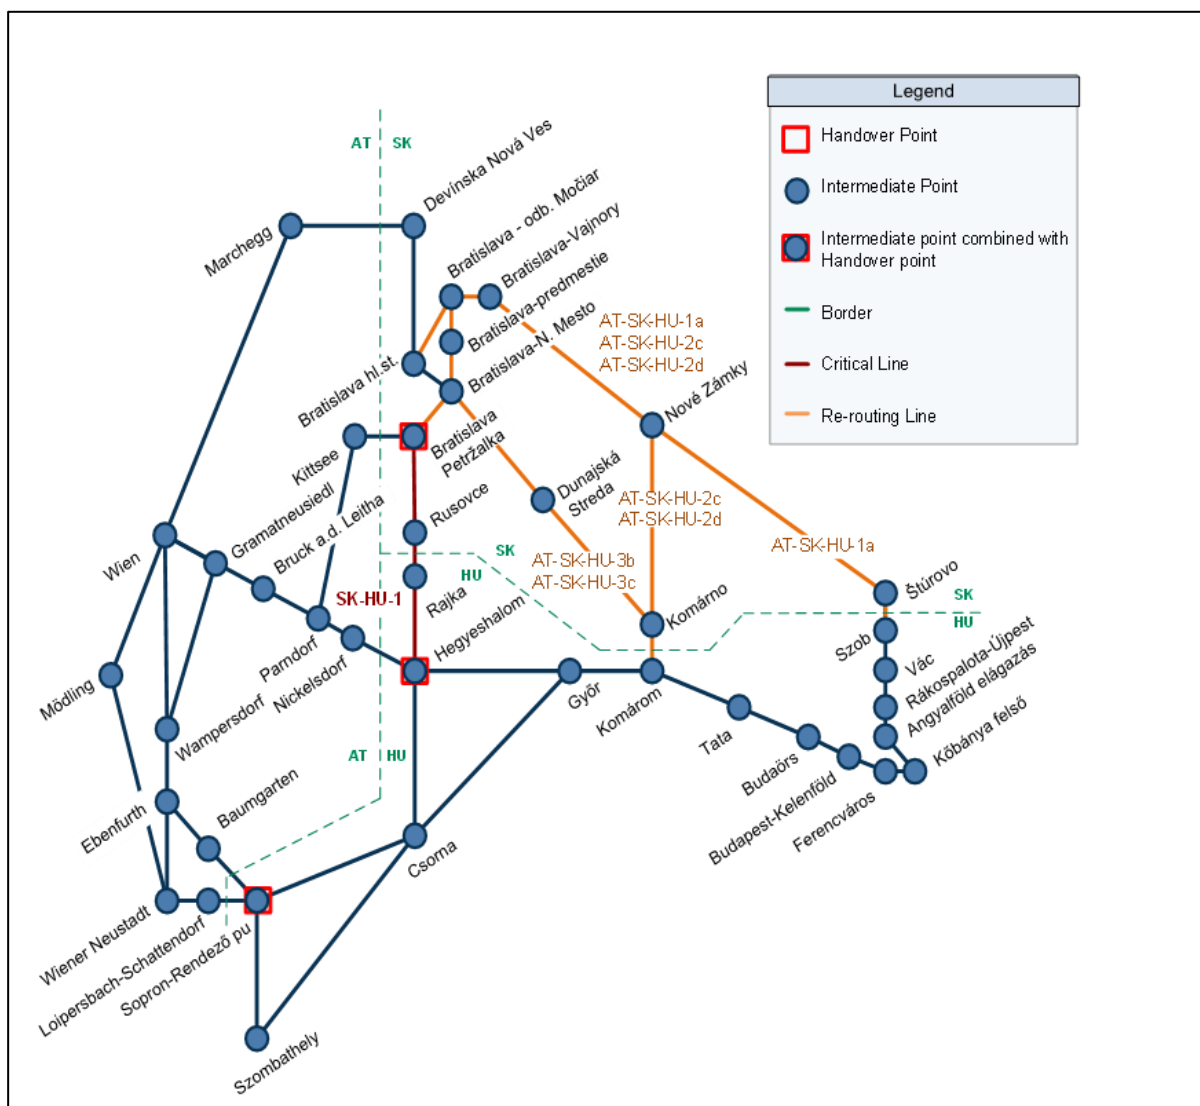 Legend
Handover Point
Intermediate Point
Intermediate point combined with
Handover point
Border
Critical Line
Re-routing Line
AT
SK
Devínska Nová Ves
Marchegg
Bratislava - odb. Močiar
Bratislava-Vajnory
Bratislava-predmestie
Bratislava-N. Mesto
Bratislava hl.st.
AT-SK-HU-1a
AT-SK-HU-2c
AT-SK-HU-2d
Nové Zámky
Kittsee
Bratislava
Petržalka
Dunajská
Streda
AT-SK-HU-2c
AT-SK-HU-2d
AT-SK-HU-1a
Wien
Gramatneusiedl
Bruck a.d. Leitha
Rusovce
SK
HU
AT-SK-HU-3b
AT-SK-HU-3c
Štúrovo
SK
HU
SK-HU-1
Rajka
Komárno
Szob
Parndorf
Nickelsdorf
Hegyeshalom
Vác
Mödling
Győr
Komárom
Rákospalota-Újpest
Angyalföld elágazás
Wampersdorf
Tata
Kőbánya felső
AT
HU
Budaörs
Budapest-Kelenföld
Ferencváros
Ebenfurth
Baumgarten
Csorna
Wiener Neustadt
Loipersbach-Schattendorf
Sopron-Rendező pu
Szombathely